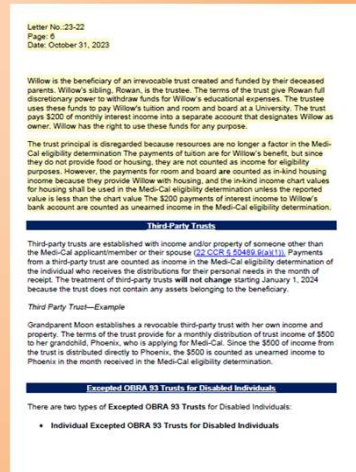 Letter No.:23-22
Page: 6
Date: October 31, 2023
Willow is the beneficiary of an irrevocable trust created and funded by their deceased
parents. Willow's sibling, Rowan, is the trustee. The terms of the trust give Rowan full
discretionary power to withdraw funds for Willow's educational expenses. The trustee
uses these funds to pay Willow's tuition and room and board at a University. The trust
pays $200 of monthly interest income into a separate account that designates Willow as
owner. Willow has the right to use these funds for any purpose.
The trust principal is disregarded because resources are no longer a factor in the Medi-
Cal eligibility determination The payments of tuition are for Willow's benefit, but since
they do not provide food or housing, they are not counted as income for eligibility
purposes. However, the payments for room and board are counted as in-kind housing
income because they provide Willow with housing, and the in-kind income chart values
for housing shall be used in the Medi-Cal eligibility determination unless the reported
value is less than the chart value The $200 payments of interest income to Willow's
bank account are counted as unearned income in the Medi-Cal eligibility determination.
Third-Party Trusts
Third-party trusts are established with income and/or property of someone other than
the Medi-Cal applicant/member or their spouse (22 CCR § 50489.9(a)(1)). Payments
from a third-party trust are counted as income in the Medi-Cal eligibility determination of
the individual who receives the distributions for their personal needs in the month of
receipt. The treatment of third-party trusts will not change starting January 1, 2024
because the trust does not contain any assets belonging to the beneficiary.
Third Party Trust—Example
Grandparent Moon establishes a revocable third-party trust with her own income and
property. The terms of the trust provide for a monthly distribution of trust income of $500
to her grandchild, Phoenix, who is applying for Medi-Cal. Since the $500 of income from
the trust is distributed directly to Phoenix, the $500 is counted as unearned income to
Phoenix in the month received in the Medi-Cal eligibility determination.
Excepted OBRA 93 Trusts for Disabled Individuals
There are two types of Excepted OBRA 93 Trusts for Disabled Individuals:
• Individual Excepted OBRA 93 Trusts for Disabled Individuals